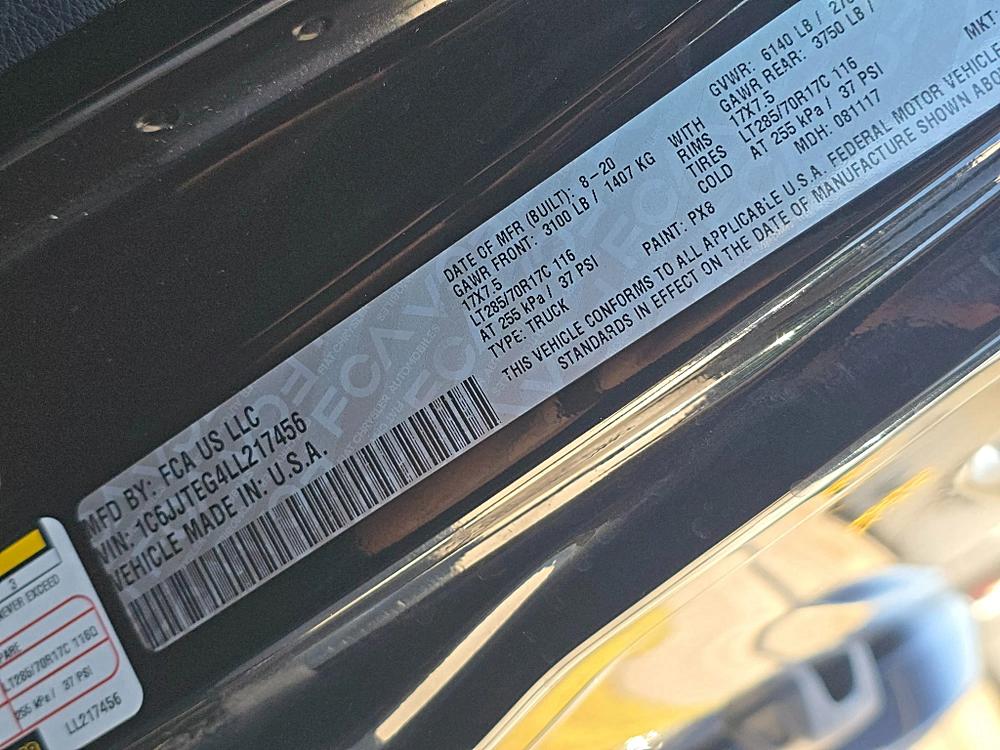 MFD BY: FCA US LLC
VIN: 1C6JJTEG4LL217456
VEHICLE MADE IN: U.S.A.
DATE OF MFR (BUILT): 8-20
GAWR FRONT: 3100 LB / 1407 KG
17X7.5
LT285/70R17C 116
AT 255 kPa / 37 PSI
TYPE: TRUCK
WITH
RIMS
TIRES
COLD
PAINT: PX8
GVWR: 6140 LB /
GAWR REAR: 3750 LB /
17X7.5
LT285/70R17C 116
AT 255 kPa / 37 PSI
MDH: 081117
MKT:
THIS VEHICLE CONFORMS TO ALL APPLICABLE U.S.A. FEDERAL MOTOR VEHICLE
STANDARDS IN EFFECT ON THE DATE OF MANUFACTURE SHOWN
FCA
3
NEVER EXCEED
LT285/70R17C 116Q
255 kPa / 37 PSI
LL217456